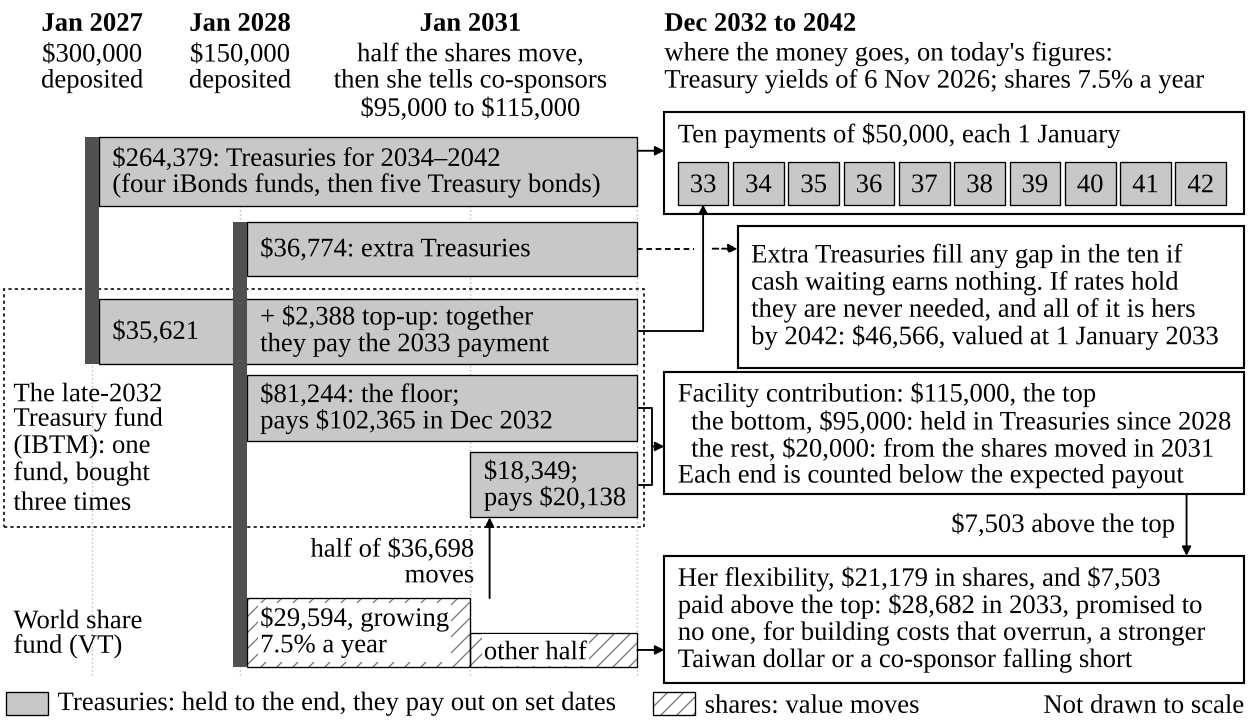 Jan 2027
$300,000
deposited
Jan 2028
$150,000
deposited
Jan 2031
half the shares move,
then she tells co-sponsors
$95,000 to $115,000
Dec 2032 to 2042
where the money goes, on today's figures:
Treasury yields of 6 Nov 2026; shares 7.5% a year
$264,379: Treasuries for 2034–2042
(four iBonds funds, then five Treasury bonds)
Ten payments of $50,000, each 1 January
33 34 35 36 37 38 39 40 41 42
$36,774: extra Treasuries
Extra Treasuries fill any gap in the ten if
cash waiting earns nothing. If rates hold
they are never needed, and all of it is hers
by 2042: $46,566, valued at 1 January 2033
$35,621
+ $2,388 top-up: together
they pay the 2033 payment
The late-2032
Treasury fund
(IBTM): one
fund, bought
three times
$81,244: the floor;
pays $102,365 in Dec 2032
$18,349;
pays $20,138
Facility contribution: $115,000, the top
the bottom, $95,000: held in Treasuries since 2028
the rest, $20,000: from the shares moved in 2031
Each end is counted below the expected payout
$7,503 above the top
half of $36,698
moves
World share
fund (VT)
$29,594, growing
7.5% a year
other half
Her flexibility, $21,179 in shares, and $7,503
paid above the top: $28,682 in 2033, promised to
no one, for building costs that overrun, a stronger
Taiwan dollar or a co-sponsor falling short
Treasuries: held to the end, they pay out on set dates
shares: value moves
Not drawn to scale